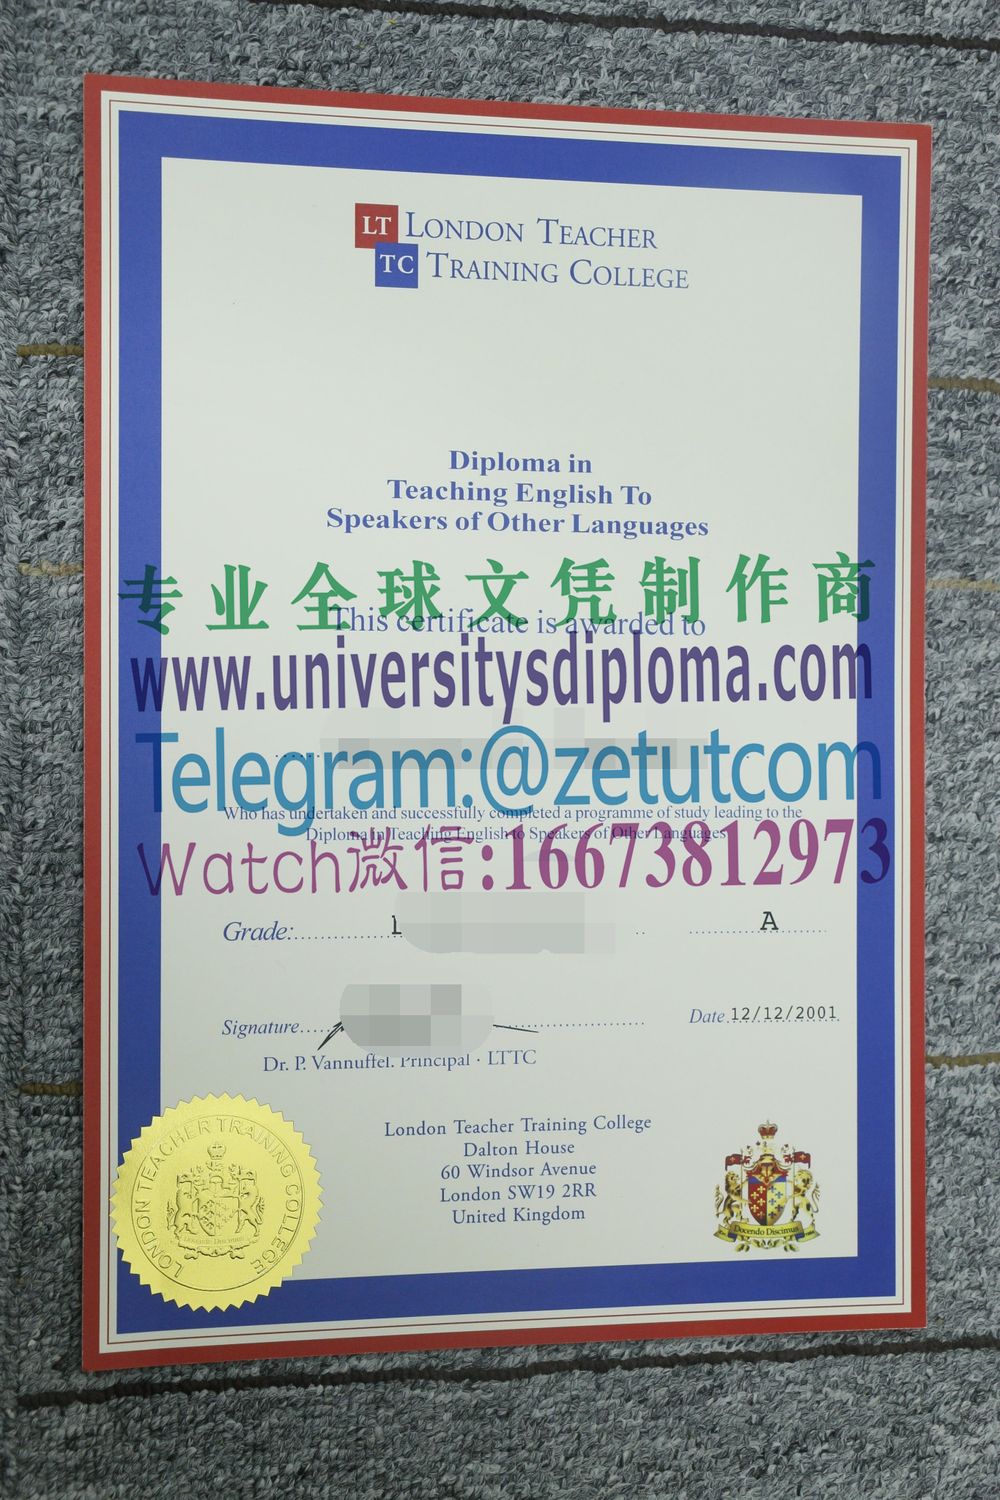 LT LONDON TEACHER
TC TRAINING COLLEGE
Diploma in
Teaching English To
Speakers of Other Languages
专业全球文凭制作商
This certificate is awarded to
www.universitysdiploma.com
Telegram:@zetutcom
Who has undertaken and successfully completed a programme of study leading to the
Diploma in Teaching English to Speakers of Other Languages
Watch微信:16673812973
Grade: A
Signature Date 12/12/2001
Dr. P. Vannuffel. Principal · LTTC
London Teacher Training College
Dalton House
60 Windsor Avenue
London SW19 2RR
United Kingdom
LONDON TEACHER TRAINING COLLEGE
Docendo Discimus
Docendo Discimus